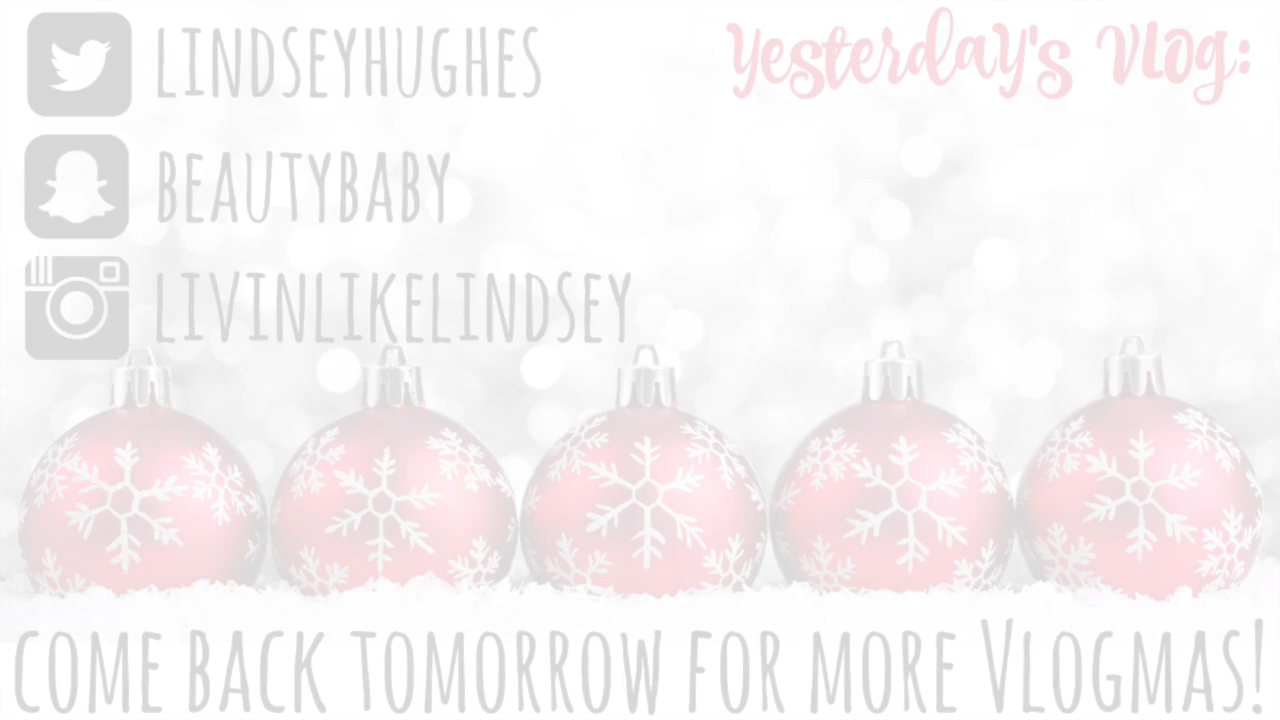 LINDSEYHUGHES
Yesterday's Vlog:
BEAUTYBABY
LIVINLIKELINDSEY
COME BACK TOMORROW FOR MORE VLOGMAS!